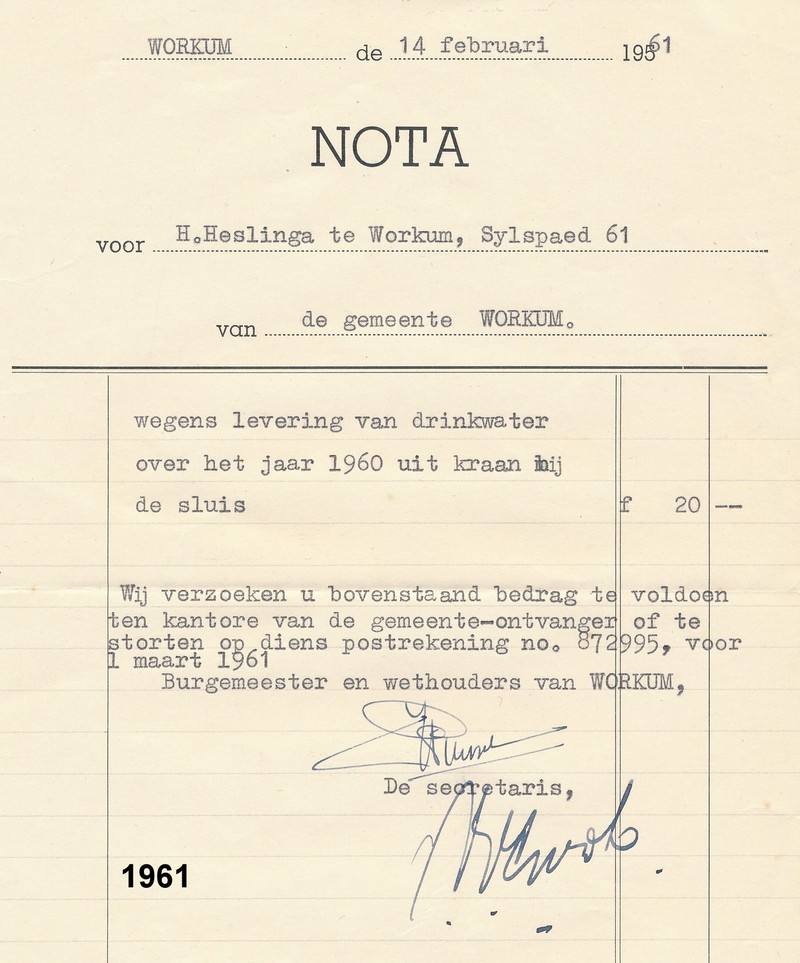 WORKUM de 14 februari 1961
NOTA
voor H.Heslinga te Workum, Sylspaed 61
van de gemeente WORKUM.
wegens levering van drinkwater
over het jaar 1960 uit kraan bij
de sluis f 20 --
Wij verzoeken u bovenstaand bedrag te voldoen
ten kantore van de gemeente-ontvanger of te
storten op diens postrekening no. 872995, voor
1 maart 1961
Burgemeester en wethouders van WORKUM,
De secretaris,
1961